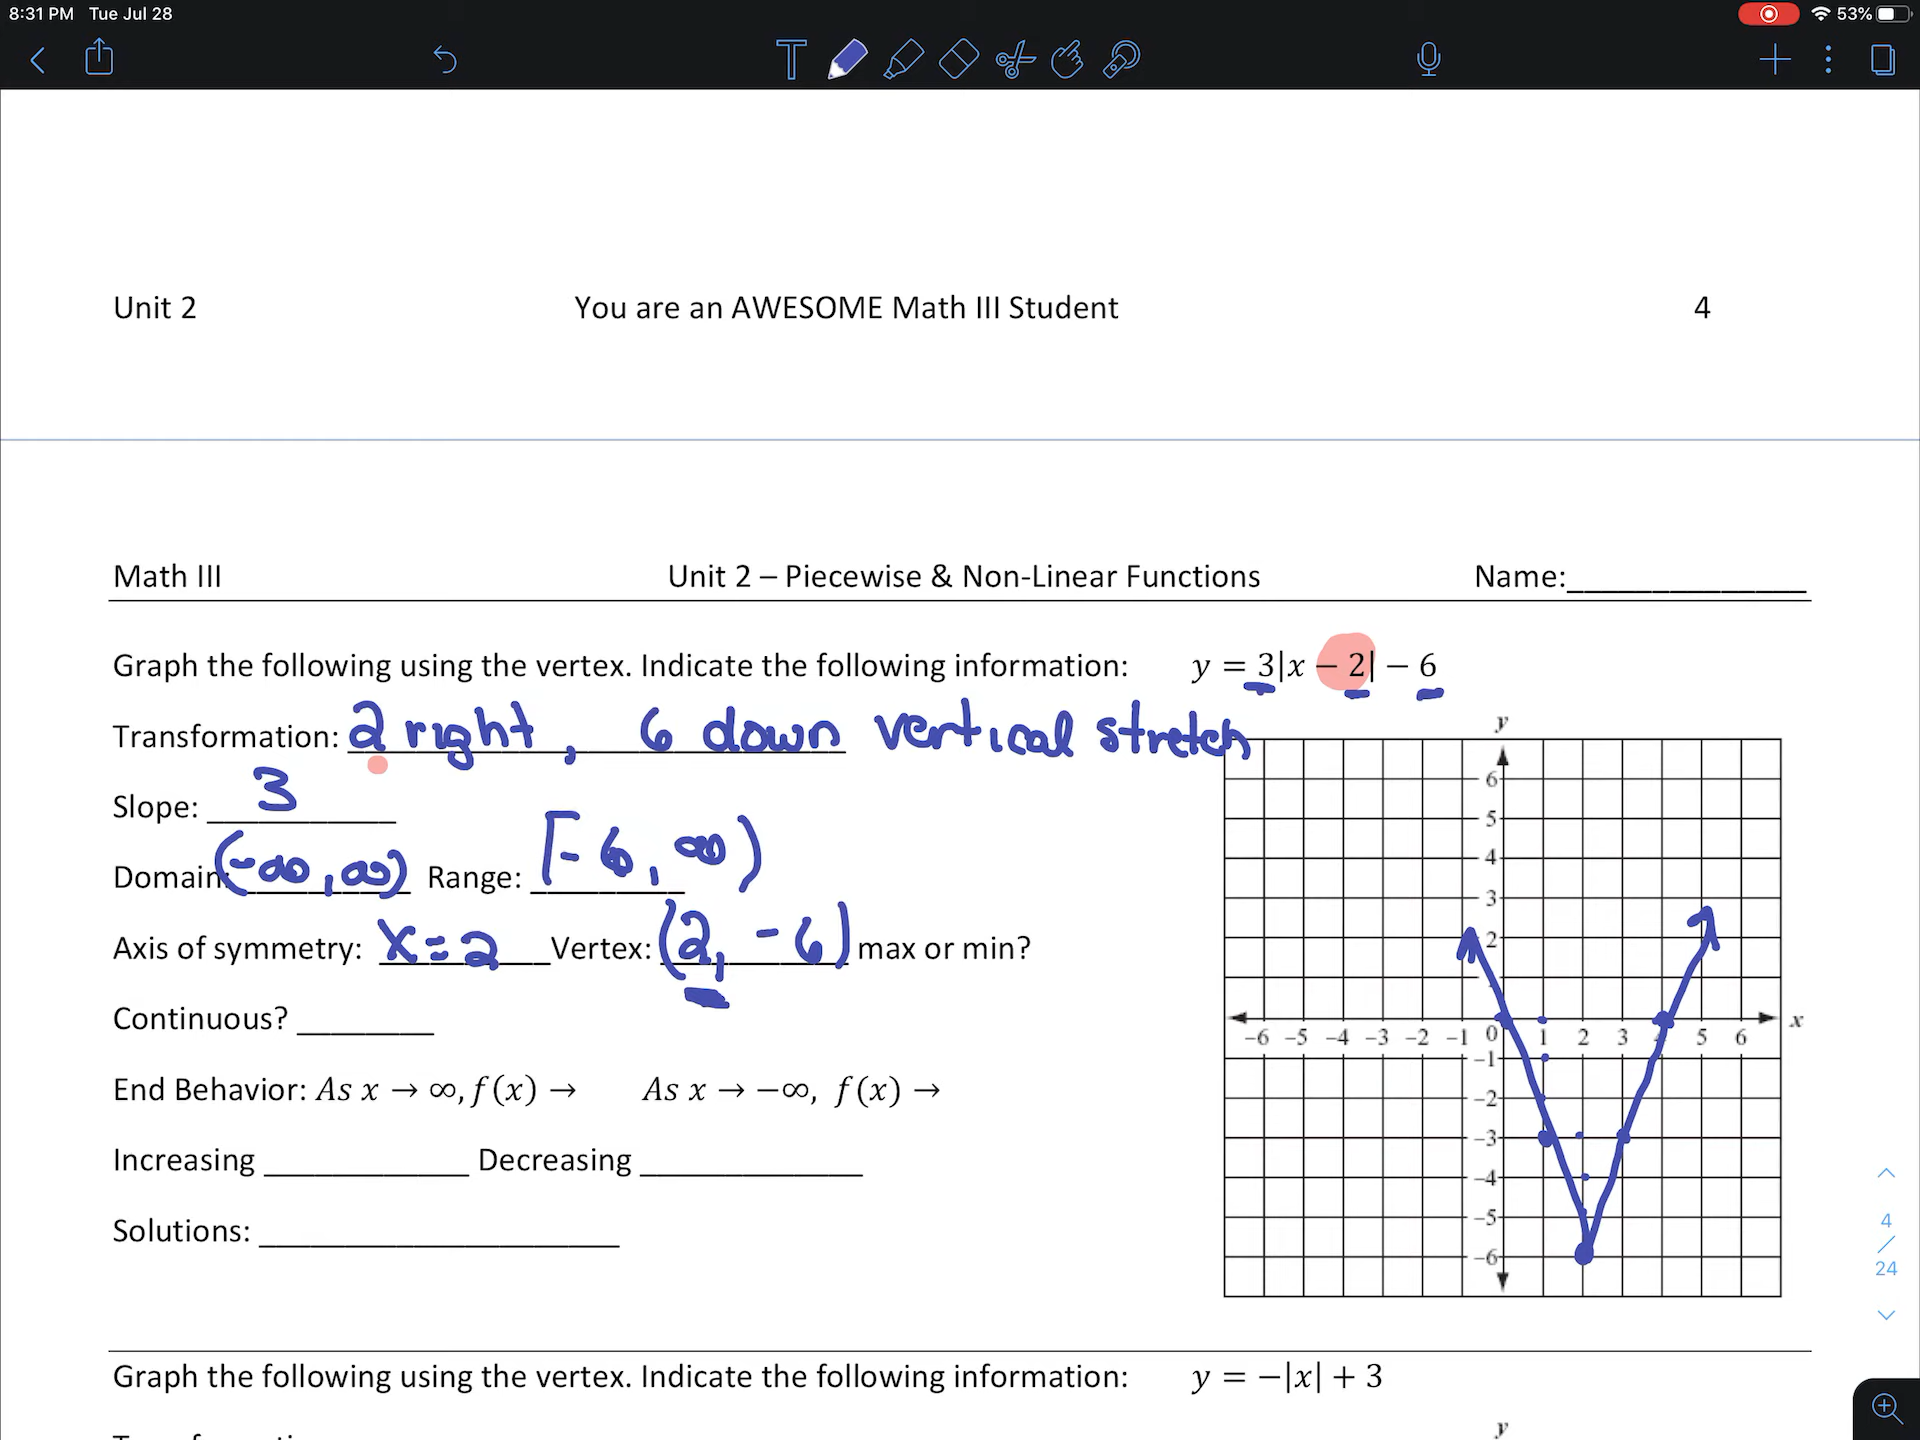 8:31 PM Tue Jul 28 53%
Unit 2 You are an AWESOME Math III Student 4
Math III Unit 2 – Piecewise & Non-Linear Functions Name:______________
Graph the following using the vertex. Indicate the following information: y = 3|x − 2| − 6
Transformation: 2 right, 6 down vertical stretch
Slope: 3
Domain: (-∞, ∞) Range: [-6, ∞)
Axis of symmetry: x = 2 Vertex: (2, -6) max or min?
Continuous? ________
End Behavior: As x → ∞, f(x) → As x → −∞, f(x) →
Increasing ____________ Decreasing _____________
Solutions: _____________________
y
6
5
4
3
2
-6 -5 -4 -3 -2 -1 0 1 2 3 5 6 x
-1
-2
-3
-4
-5
-6
4
/
24
Graph the following using the vertex. Indicate the following information: y = −|x| + 3
y